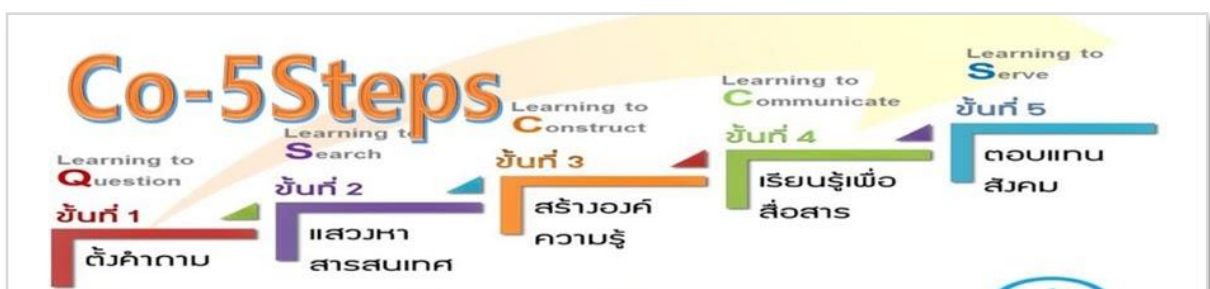 Co-5Steps
Learning to
Question
ขั้นที่ 1
ตั้งคำถาม
Learning to
Search
ขั้นที่ 2
แสวงหา
สารสนเทศ
Learning to
Construct
ขั้นที่ 3
สร้างองค์
ความรู้
Learning to
Communicate
ขั้นที่ 4
เรียนรู้เพื่อ
สื่อสาร
Learning to
Serve
ขั้นที่ 5
ตอบแทน
สังคม